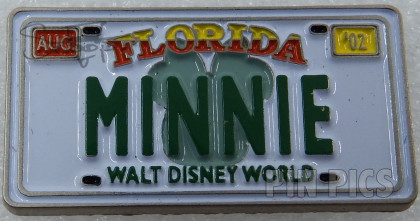 FLORIDA
AUG '02
MINNIE
WALT DISNEY WORLD
PIN PICS